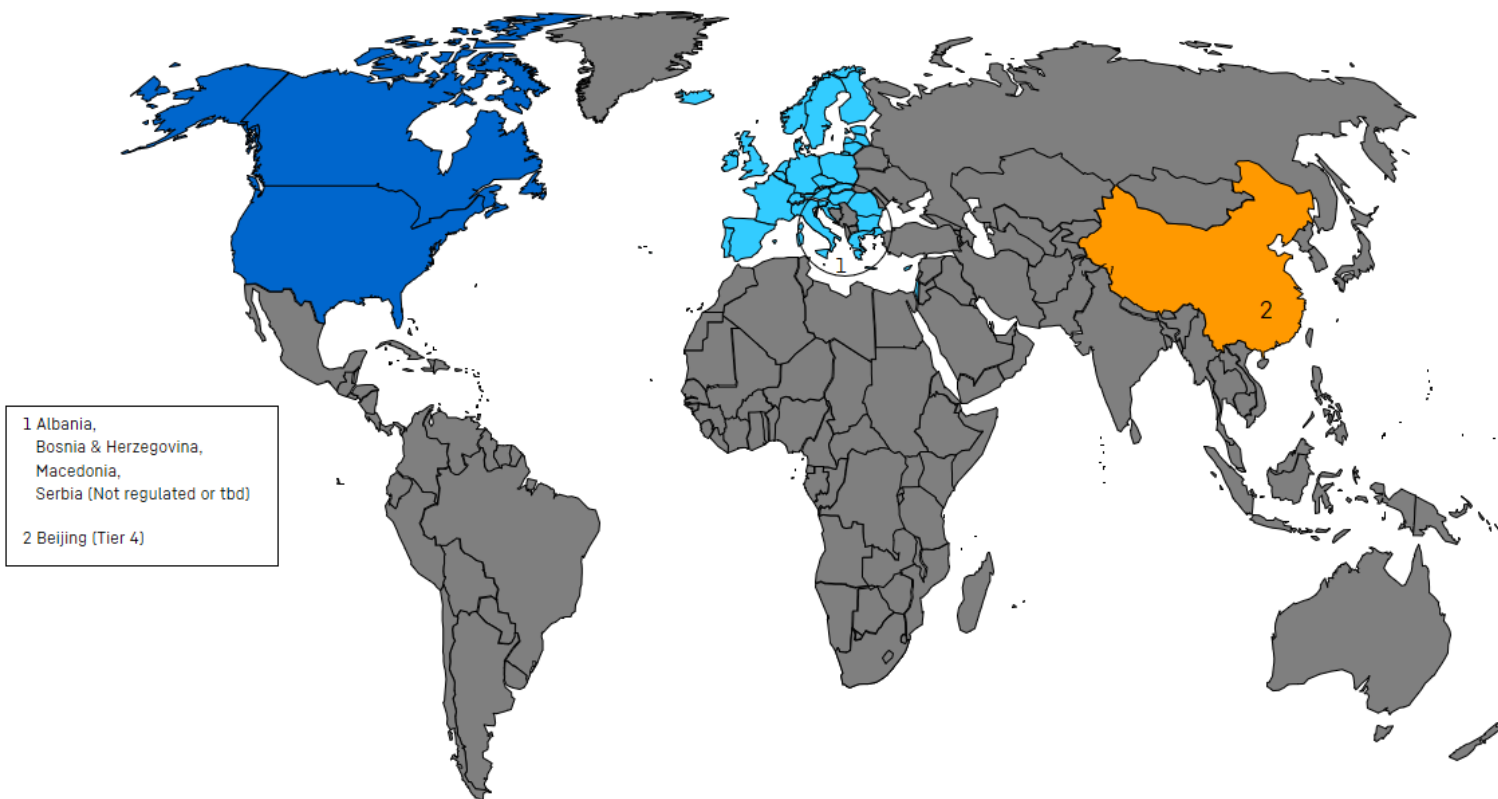 1
2
1 Albania,
Bosnia & Herzegovina,
Macedonia,
Serbia (Not regulated or tbd)
2 Beijing (Tier 4)